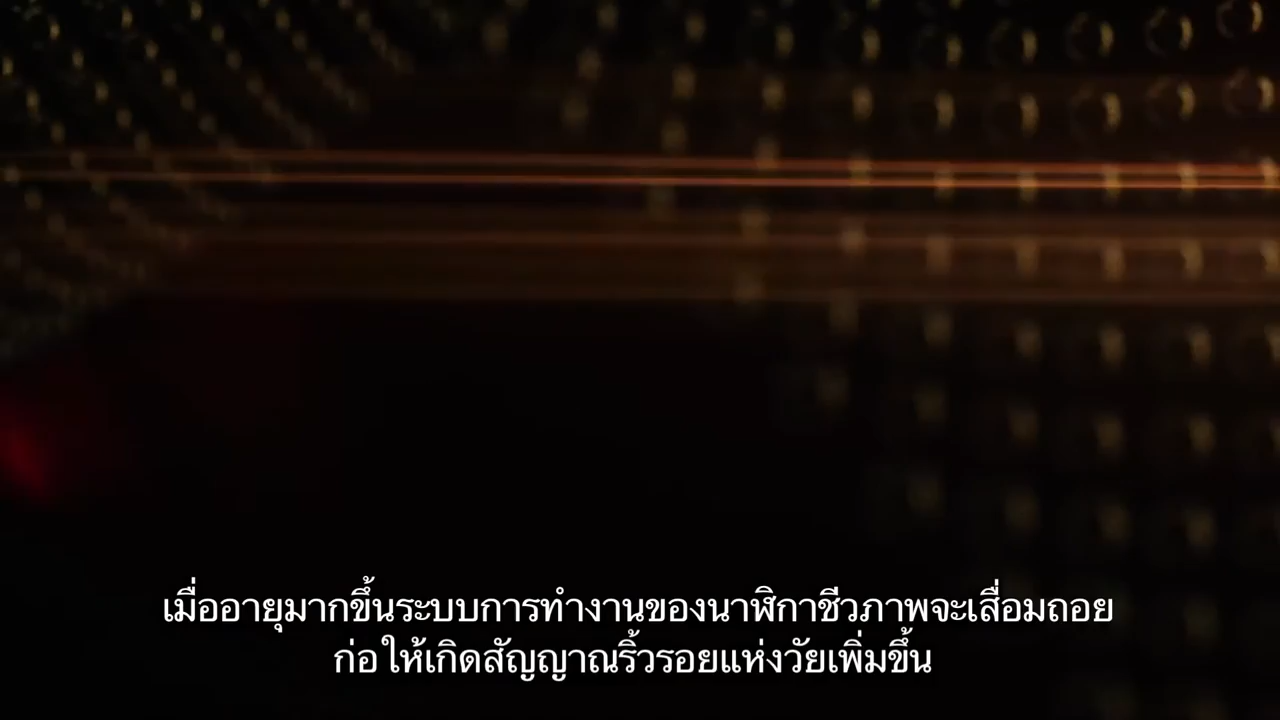 เมื่ออายุมากขึ้นระบบการทำงานของนาฬิกาชีวภาพจะเสื่อมถอย
ก่อให้เกิดสัญญาณริ้วรอยแห่งวัยเพิ่มขึ้น